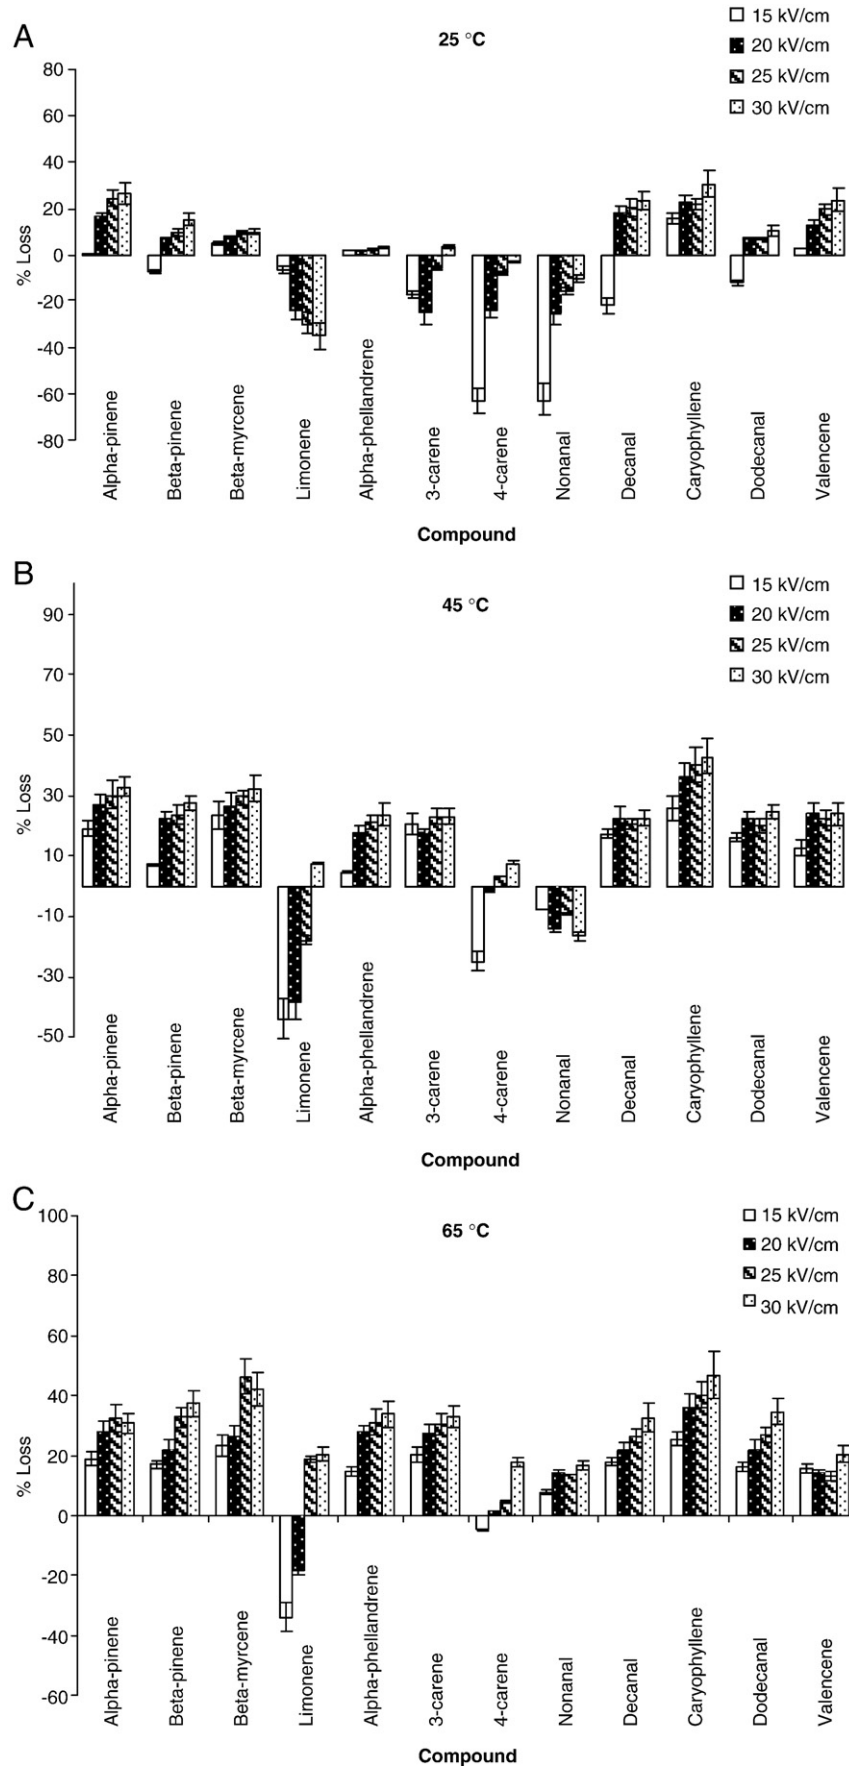 A
25 °C
15 kV/cm
20 kV/cm
25 kV/cm
30 kV/cm
80
60
40
20
0
-20
-40
-60
-80
% Loss
Alpha-pinene
Beta-pinene
Beta-myrcene
Limonene
Alpha-phellandrene
3-carene
4-carene
Nonanal
Decanal
Caryophyllene
Dodecanal
Valencene
Compound
B
45 °C
15 kV/cm
20 kV/cm
25 kV/cm
30 kV/cm
90
70
50
30
10
-10
-30
-50
% Loss
Alpha-pinene
Beta-pinene
Beta-myrcene
Limonene
Alpha-phellandrene
3-carene
4-carene
Nonanal
Decanal
Caryophyllene
Dodecanal
Valencene
Compound
C
65 °C
15 kV/cm
20 kV/cm
25 kV/cm
30 kV/cm
100
80
60
40
20
0
-20
-40
-60
% Loss
Alpha-pinene
Beta-pinene
Beta-myrcene
Limonene
Alpha-phellandrene
3-carene
4-carene
Nonanal
Decanal
Caryophyllene
Dodecanal
Valencene
Compound